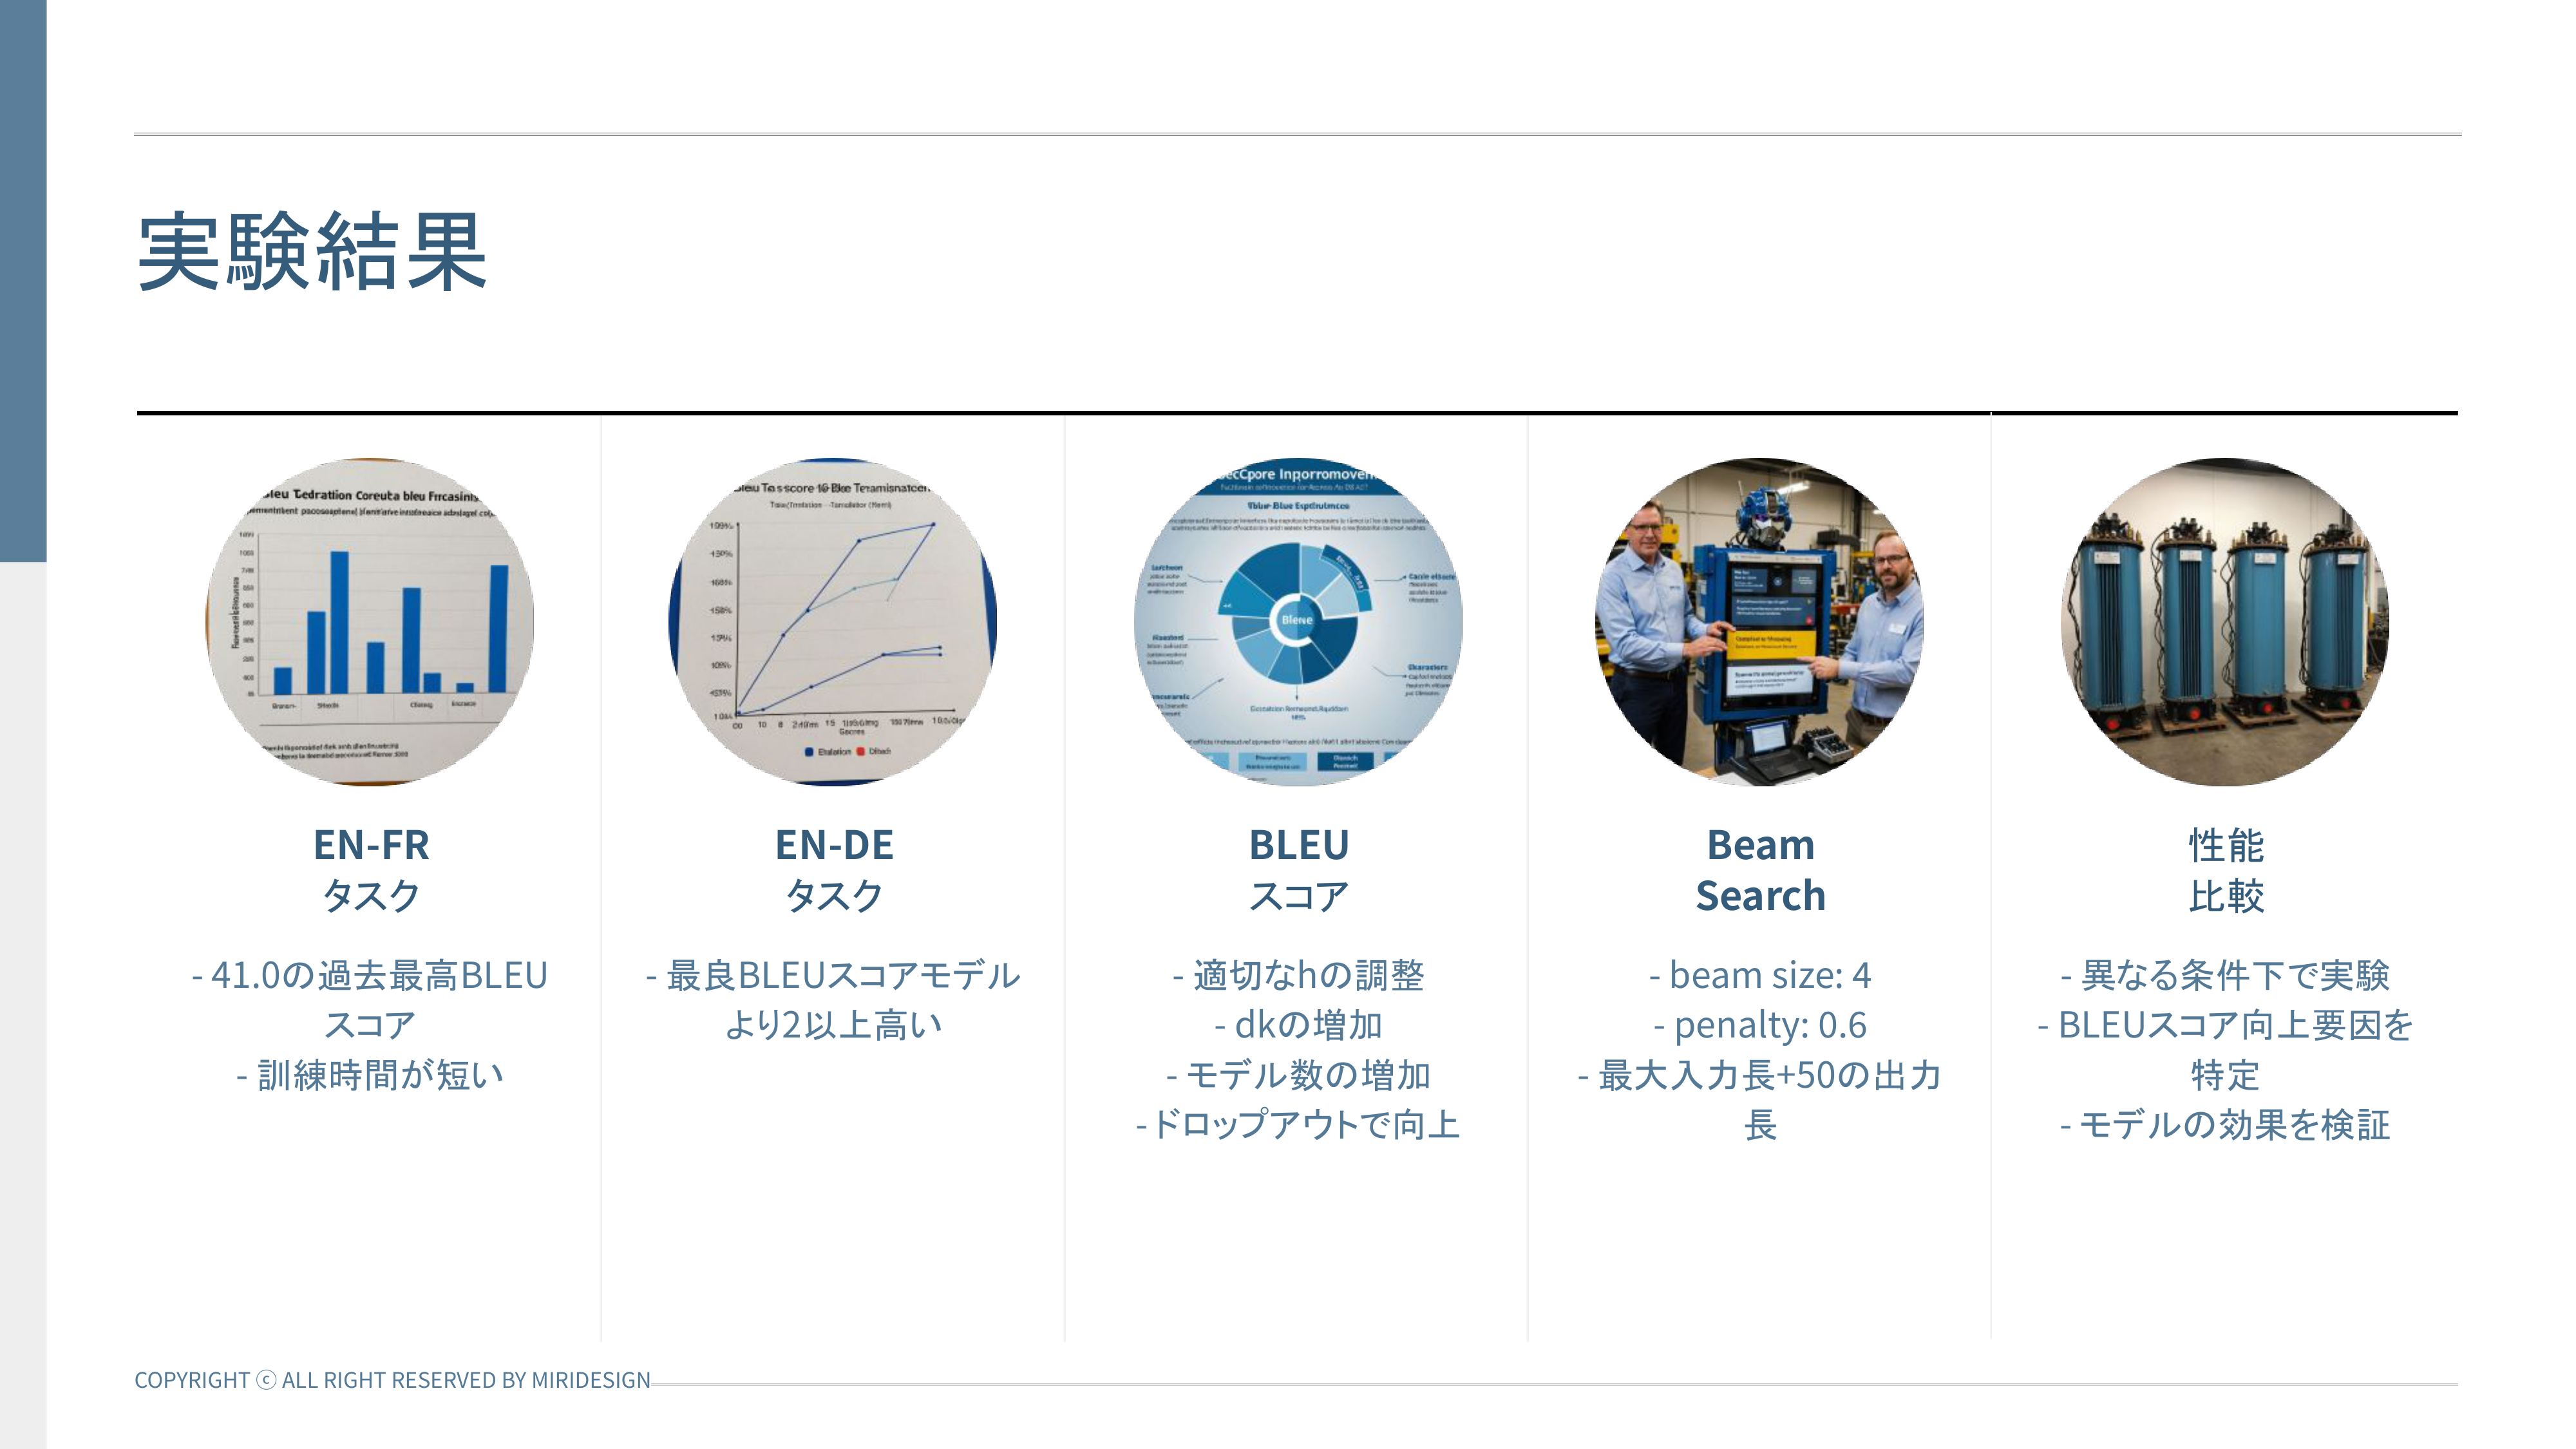 実験結果
EN-FR
タスク
- 41.0の過去最高BLEU
スコア
- 訓練時間が短い
EN-DE
タスク
- 最良BLEUスコアモデル
より2以上高い
BLEU
スコア
- 適切なhの調整
- dkの増加
- モデル数の増加
- ドロップアウトで向上
Beam
Search
- beam size: 4
- penalty: 0.6
- 最大入力長+50の出力
長
性能
比較
- 異なる条件下で実験
- BLEUスコア向上要因を
特定
- モデルの効果を検証
COPYRIGHT ⓒ ALL RIGHT RESERVED BY MIRIDESIGN